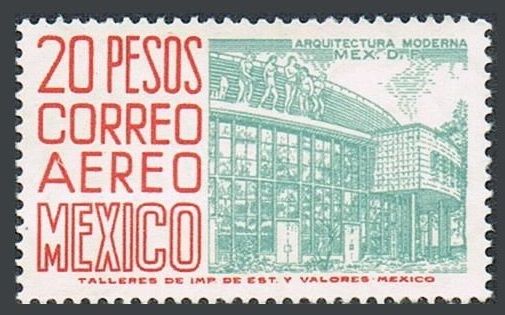 20 PESOS
CORREO
AEREO
MEXICO
ARQUITECTURA MODERNA
MEX. D. F.
TALLERES DE IMP. DE EST. Y VALORES-MEXICO